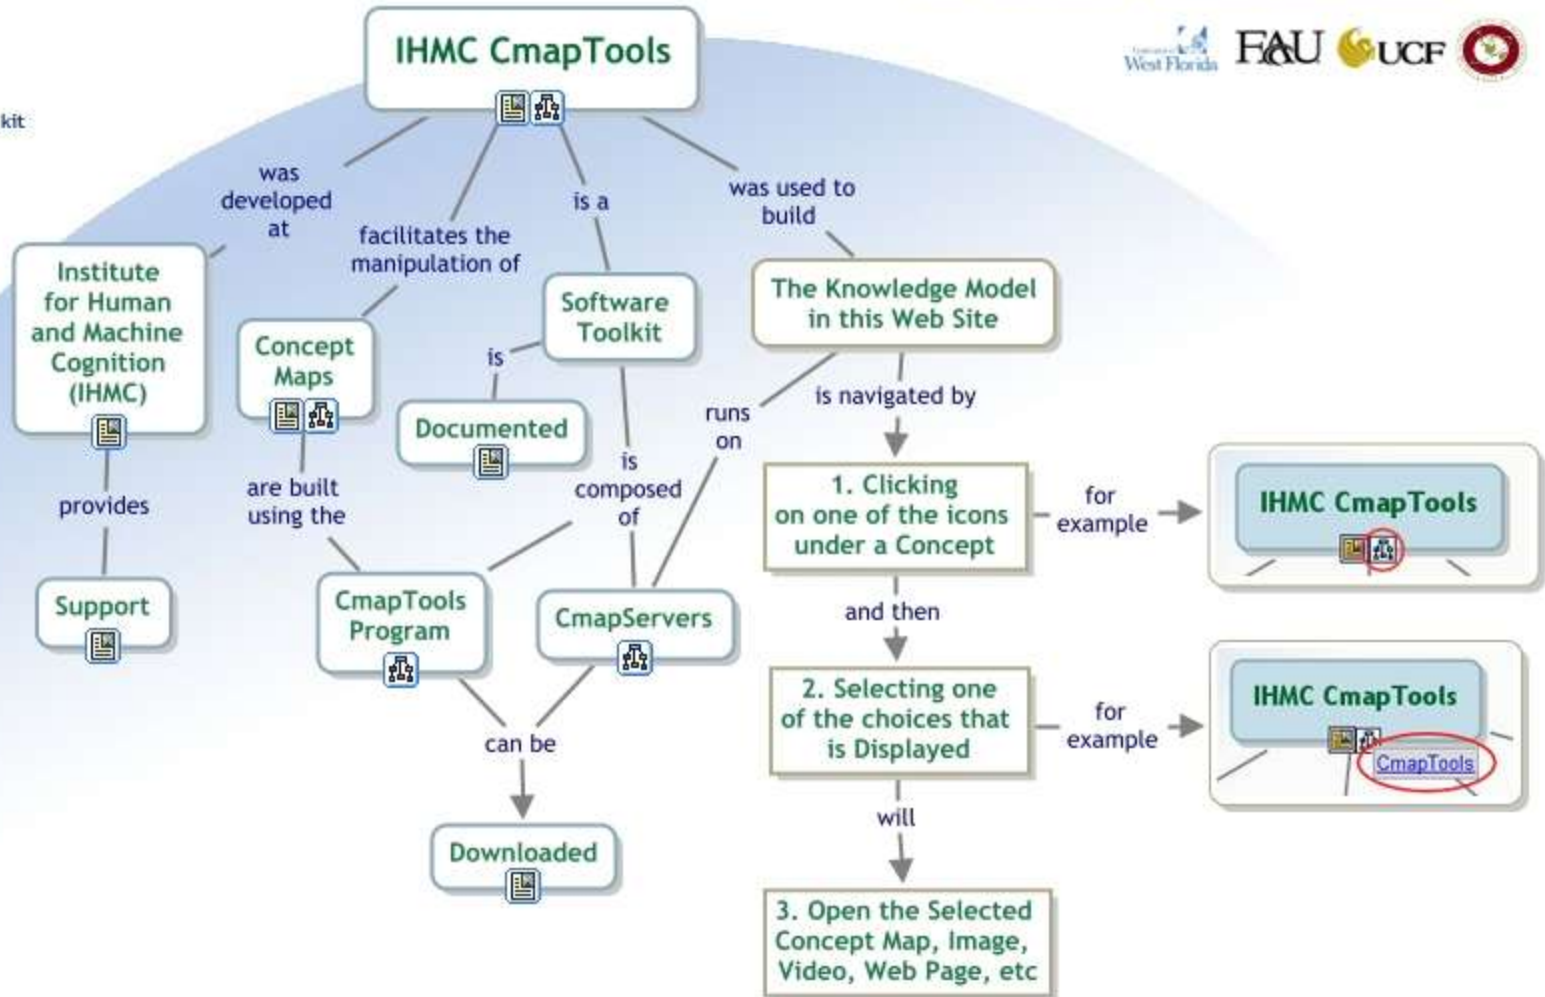 IHMC CmapTools
West Florida
FAU
UCF
kit
was
developed
at
facilitates the
manipulation of
is a
was used to
build
Institute
for Human
and Machine
Cognition
(IHMC)
Concept
Maps
Software
Toolkit
The Knowledge Model
in this Web Site
is
Documented
runs
on
is navigated by
provides
are built
using the
is
composed
of
1. Clicking
on one of the icons
under a Concept
for
example
IHMC CmapTools
Support
CmapTools
Program
CmapServers
and then
2. Selecting one
of the choices that
is Displayed
for
example
IHMC CmapTools
CmapTools
can be
will
Downloaded
3. Open the Selected
Concept Map, Image,
Video, Web Page, etc